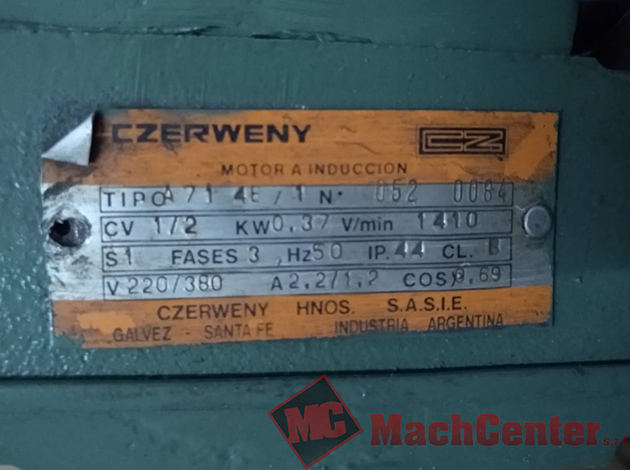 CZERWENY CZ
MOTOR A INDUCCION
TIPO A 71 4E / 1 N· 052 0084
CV 1/2 KW 0,37 V/min 1410
S1 FASES 3 Hz 50 IP. 44 CL. B
V 220/380 A 2,2/1,2 COS 0,69
CZERWENY HNOS. S.A.S.I.E.
GALVEZ - SANTA FE INDUSTRIA ARGENTINA
MC MachCenter S.r.l